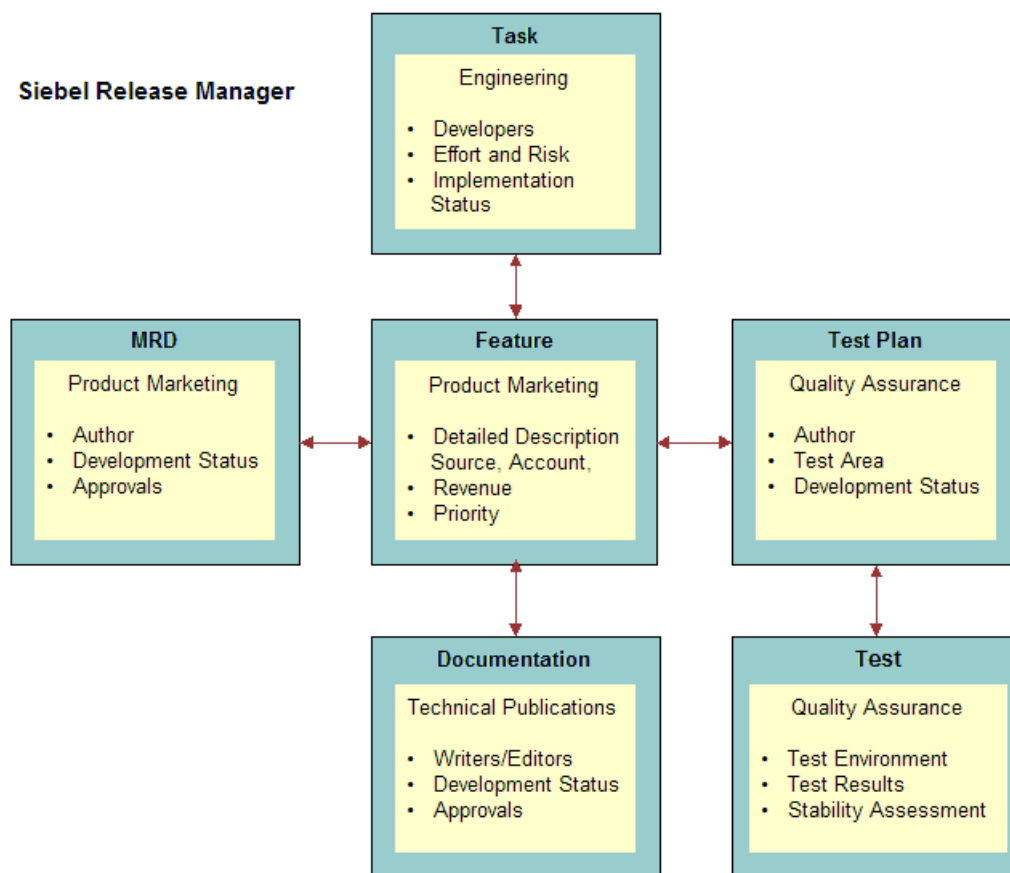 Task
Engineering
• Developers
• Effort and Risk
• Implementation
Status
Siebel Release Manager
MRD
Product Marketing
• Author
• Development Status
• Approvals
Feature
Product Marketing
• Detailed Description
Source, Account,
• Revenue
• Priority
Test Plan
Quality Assurance
• Author
• Test Area
• Development Status
Documentation
Technical Publications
• Writers/Editors
• Development Status
• Approvals
Test
Quality Assurance
• Test Environment
• Test Results
• Stability Assessment